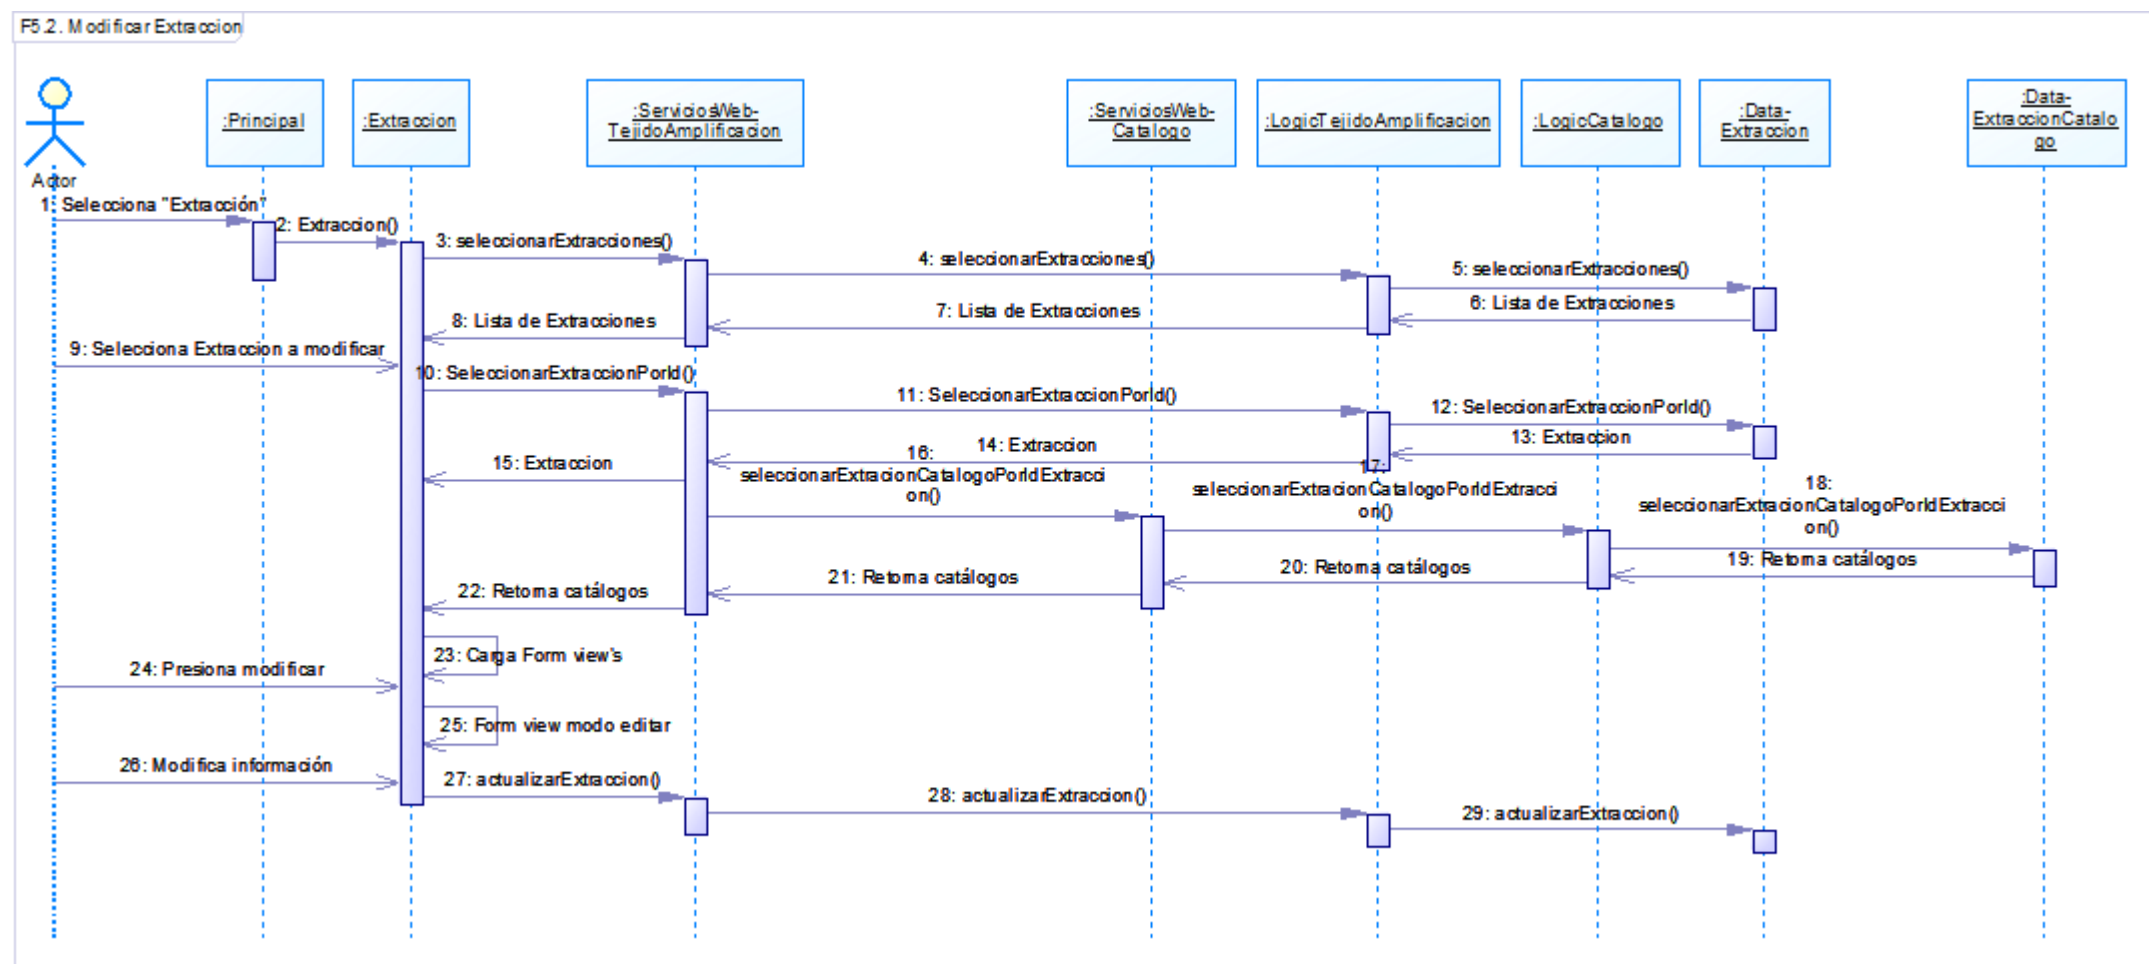 F5.2. Modificar Extraccion
:Principal
:Extraccion
:ServiciosWeb-
TejidoAmplificacion
:ServiciosWeb-
Catalogo
:LogicTejidoAmplificacion
:LogicCatalogo
:Data-
Extraccion
:Data-
ExtraccionCatalo
go
Actor
1: Selecciona "Extracción"
2: Extraccion()
3: seleccionarExtracciones()
4: seleccionarExtracciones()
5: seleccionarExtracciones()
6: Lista de Extracciones
7: Lista de Extracciones
8: Lista de Extracciones
9: Selecciona Extraccion a modificar
10: SeleccionarExtraccionPorId()
11: SeleccionarExtraccionPorId()
12: SeleccionarExtraccionPorId()
13: Extraccion
14: Extraccion
15: Extraccion
16:
seleccionarExtracionCatalogoPorIdExtracci
on()
17:
seleccionarExtracionCatalogoPorIdExtracci
on()
18:
seleccionarExtracionCatalogoPorIdExtracci
on()
19: Retorna catálogos
20: Retorna catálogos
21: Retorna catálogos
22: Retorna catálogos
23: Carga Form view's
24: Presiona modificar
25: Form view modo editar
26: Modifica información
27: actualizarExtraccion()
28: actualizarExtraccion()
29: actualizarExtraccion()